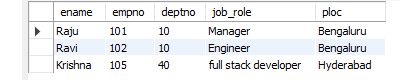 ename empno deptno job_role ploc
Raju 101 10 Manager Bengaluru
Ravi 102 10 Engineer Bengaluru
Krishna 105 40 full stack developer Hyderabad